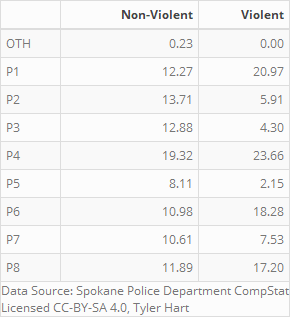 Non-Violent Violent
OTH 0.23 0.00
P1 12.27 20.97
P2 13.71 5.91
P3 12.88 4.30
P4 19.32 23.66
P5 8.11 2.15
P6 10.98 18.28
P7 10.61 7.53
P8 11.89 17.20
Data Source: Spokane Police Department CompStat
Licensed CC-BY-SA 4.0, Tyler Hart